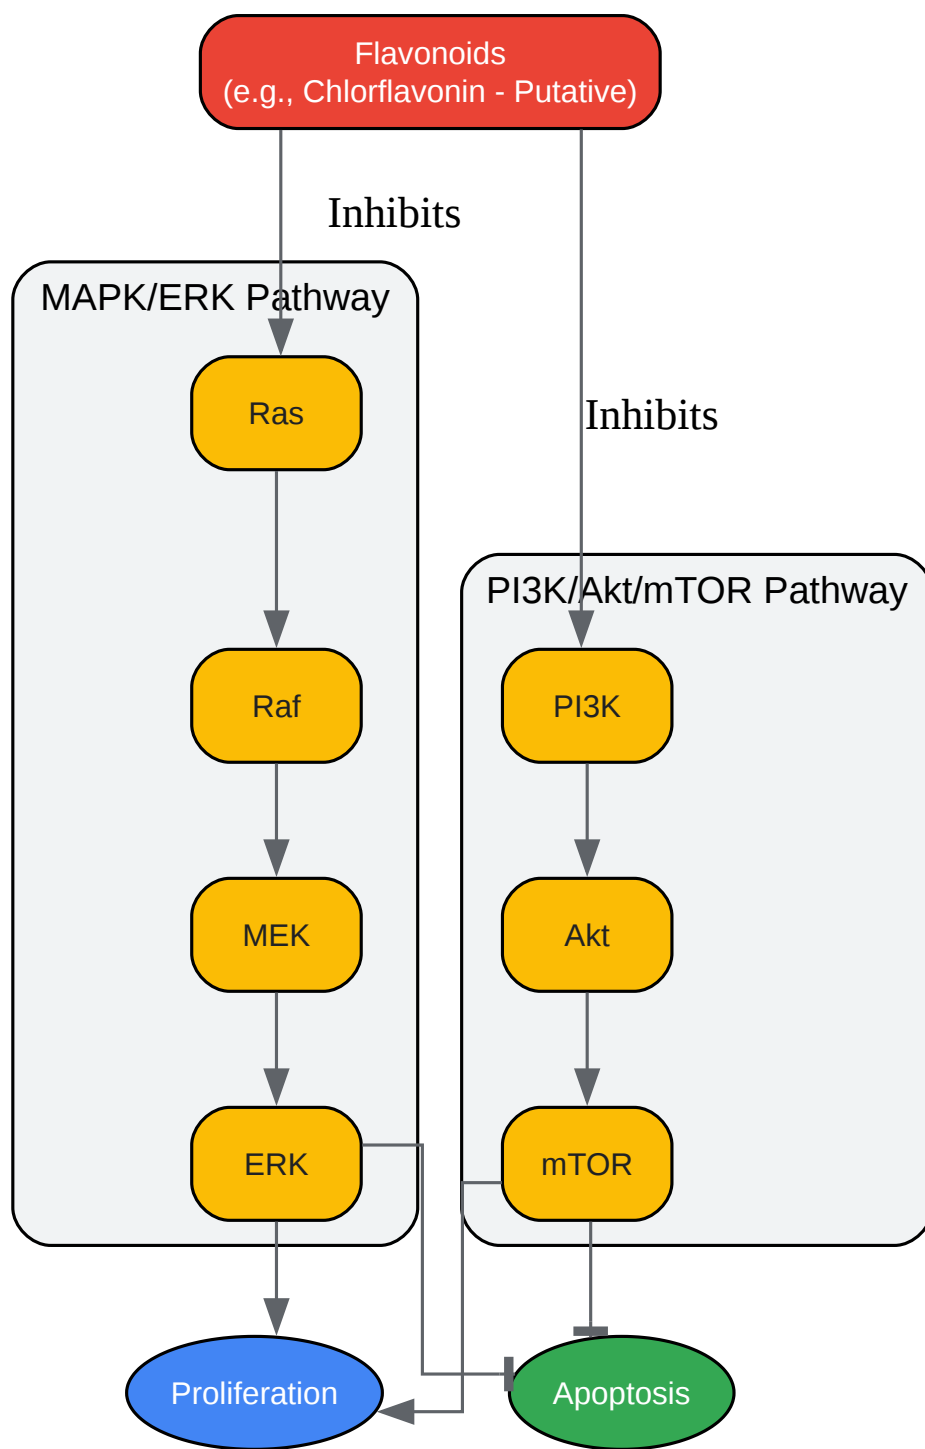 Flavonoids
(e.g., Chlorflavonin - Putative)
Inhibits
MAPK/ERK Pathway
Ras
Inhibits
PI3K/Akt/mTOR Pathway
Raf
PI3K
MEK
Akt
ERK
mTOR
Proliferation
Apoptosis